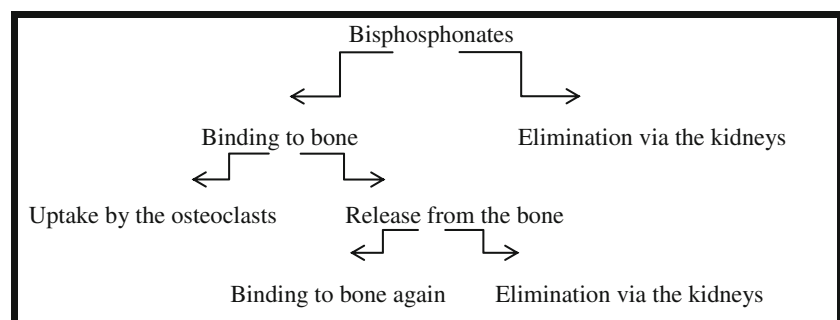 Bisphosphonates
Binding to bone
Elimination via the kidneys
Uptake by the osteoclasts
Release from the bone
Binding to bone again
Elimination via the kidneys